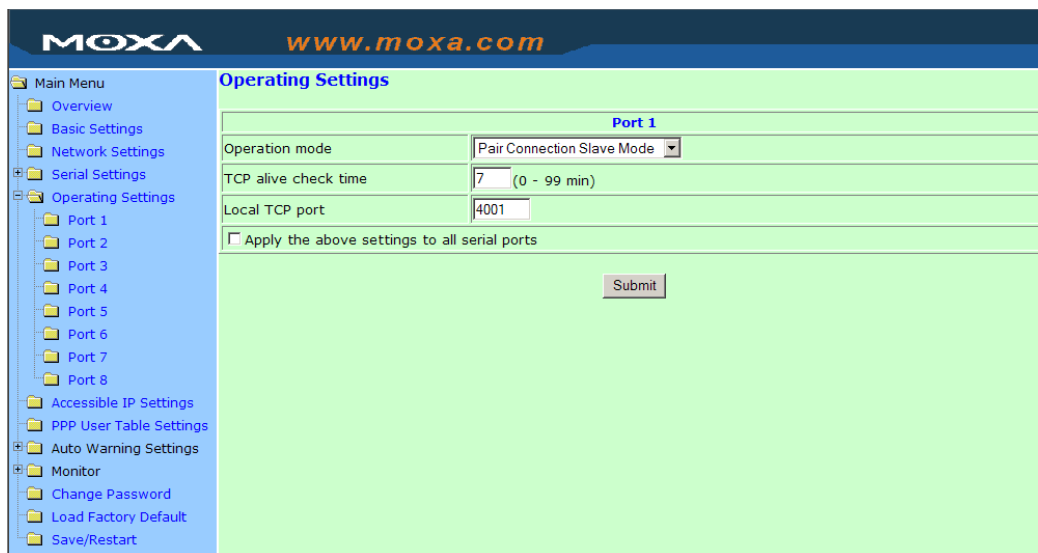 MOXA www.moxa.com
Main Menu
Overview
Basic Settings
Network Settings
Serial Settings
Operating Settings
Port 1
Port 2
Port 3
Port 4
Port 5
Port 6
Port 7
Port 8
Accessible IP Settings
PPP User Table Settings
Auto Warning Settings
Monitor
Change Password
Load Factory Default
Save/Restart
Operating Settings
Port 1
Operation mode Pair Connection Slave Mode
TCP alive check time 7 (0 - 99 min)
Local TCP port 4001
Apply the above settings to all serial ports
Submit